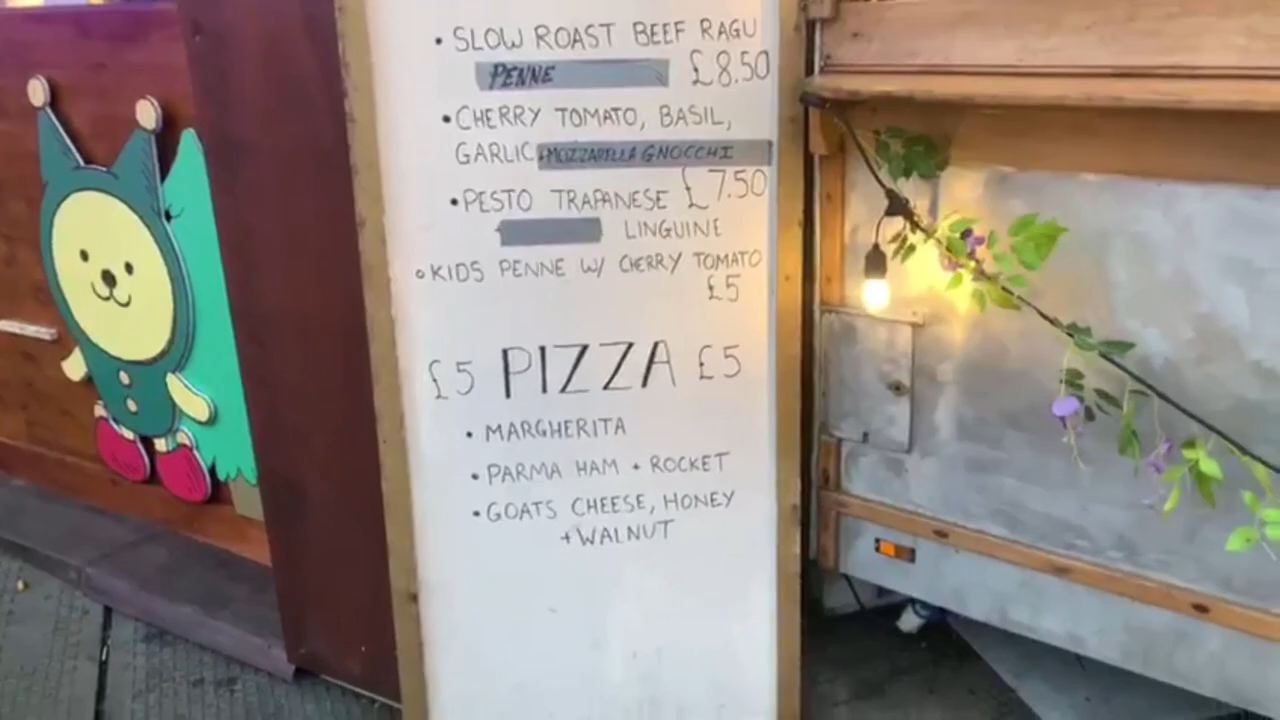 • SLOW ROAST BEEF RAGU
PENNE £8.50
• CHERRY TOMATO, BASIL,
GARLIC +MOZZARELLA GNOCCHI
• PESTO TRAPANESE £7.50
LINGUINE
• KIDS PENNE W/ CHERRY TOMATO
£5
£5 PIZZA £5
• MARGHERITA
• PARMA HAM + ROCKET
• GOATS CHEESE, HONEY
+WALNUT